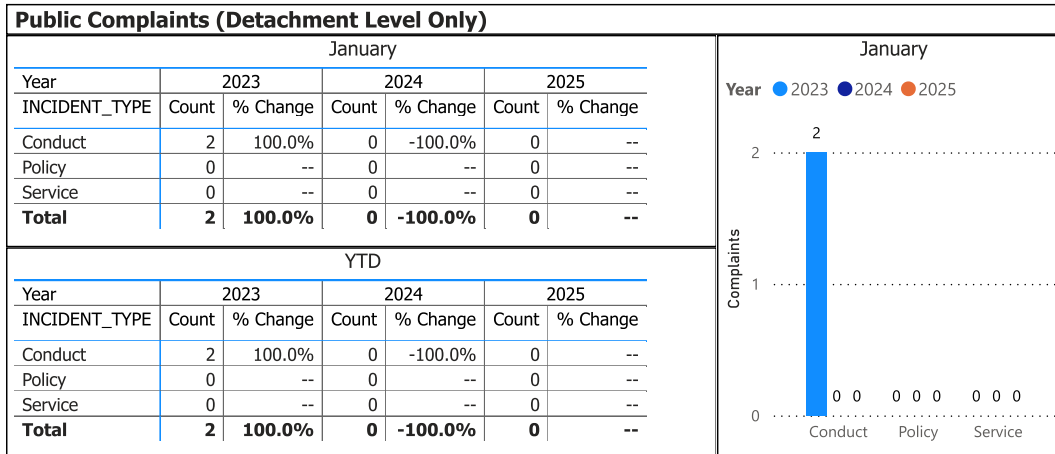 Public Complaints (Detachment Level Only)
January
Year 2023 2024 2025
INCIDENT_TYPE Count % Change Count % Change Count % Change
Conduct 2 100.0% 0 -100.0% 0 --
Policy 0 -- 0 -- 0 --
Service 0 -- 0 -- 0 --
Total 2 100.0% 0 -100.0% 0 --
YTD
Year 2023 2024 2025
INCIDENT_TYPE Count % Change Count % Change Count % Change
Conduct 2 100.0% 0 -100.0% 0 --
Policy 0 -- 0 -- 0 --
Service 0 -- 0 -- 0 --
Total 2 100.0% 0 -100.0% 0 --
January
Year 2023 2024 2025
2
2
1
Complaints
0 0 0 0 0 0 0 0
0
Conduct Policy Service